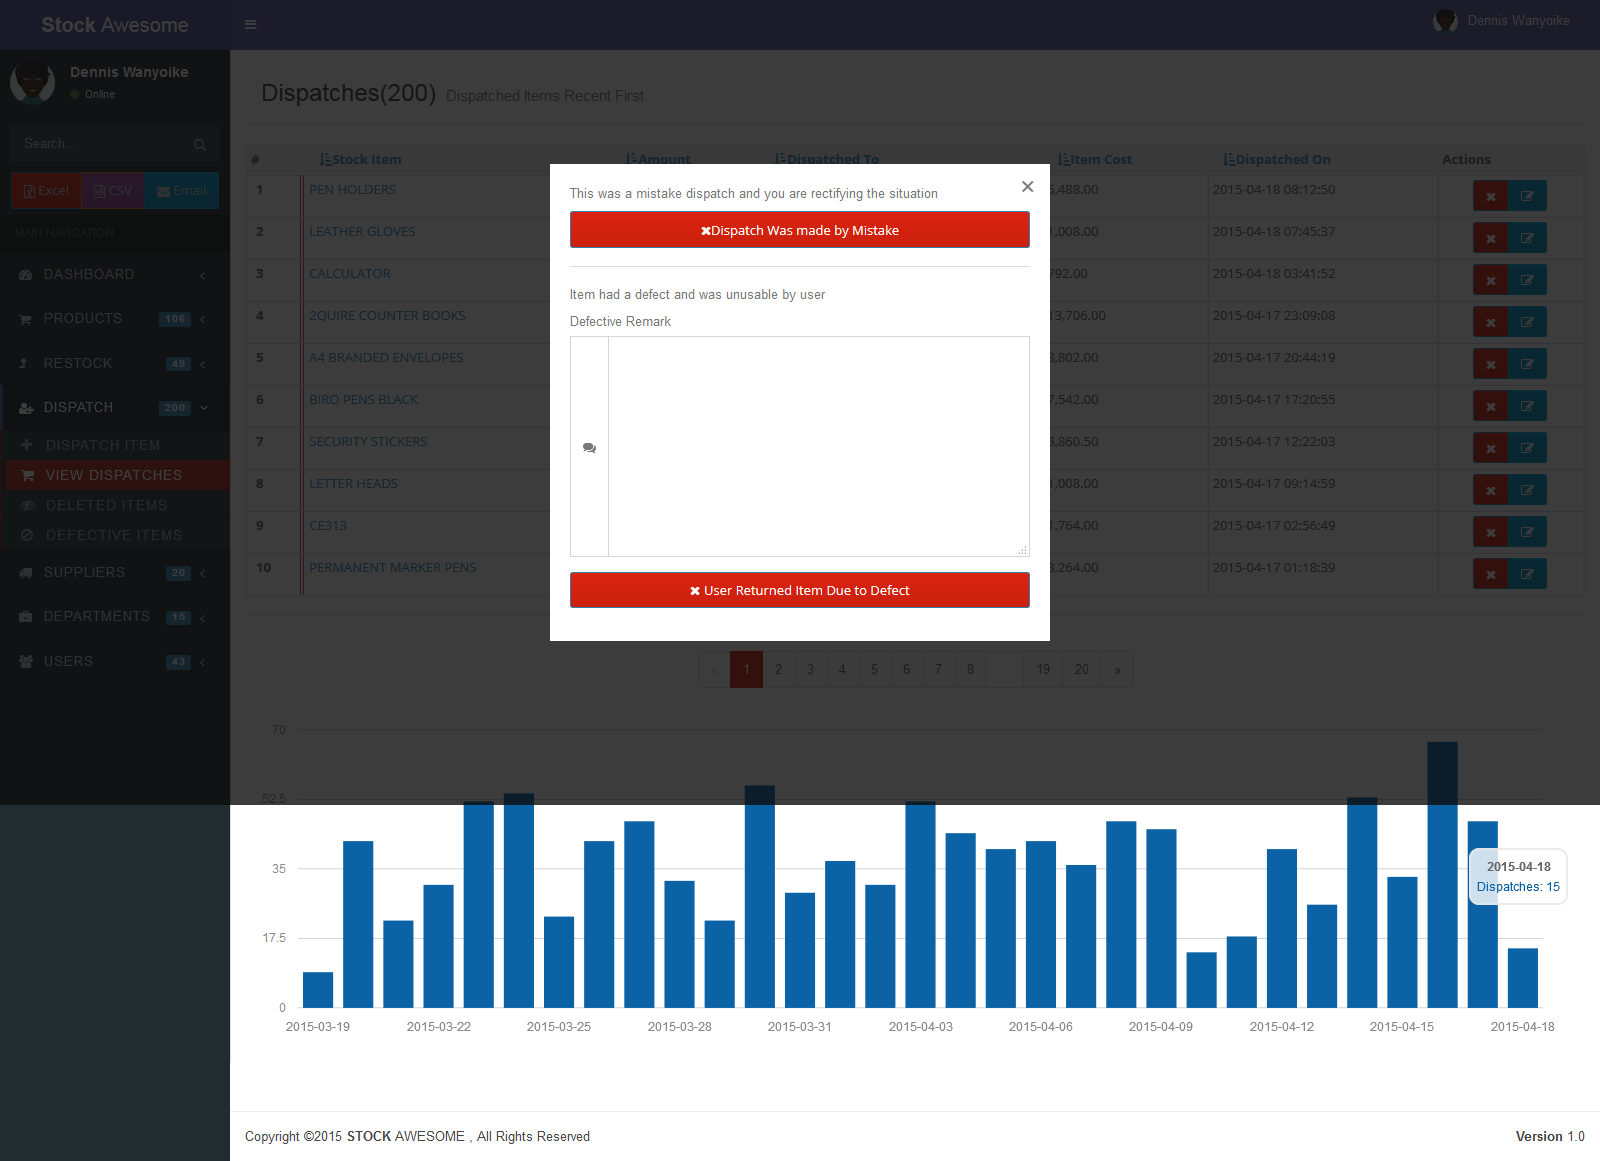 Stock Awesome
Dennis Wanyoike
Dennis Wanyoike
Online
Search...
Excel CSV Email
MAIN NAVIGATION
DASHBOARD
PRODUCTS 106
RESTOCK 49
DISPATCH 200
DISPATCH ITEM
VIEW DISPATCHES
DELETED ITEMS
DEFECTIVE ITEMS
SUPPLIERS 20
DEPARTMENTS 15
USERS 43
Dispatches(200) Dispatched Items Recent First
# Stock Item Amount Dispatched To Item Cost Dispatched On Actions
1 PEN HOLDERS ,488.00 2015-04-18 08:12:50
2 LEATHER GLOVES ,008.00 2015-04-18 07:45:37
3 CALCULATOR 792.00 2015-04-18 03:41:52
4 2QUIRE COUNTER BOOKS 13,706.00 2015-04-17 23:09:08
5 A4 BRANDED ENVELOPES ,802.00 2015-04-17 20:44:19
6 BIRO PENS BLACK ,542.00 2015-04-17 17:20:55
7 SECURITY STICKERS ,860.50 2015-04-17 12:22:03
8 LETTER HEADS ,008.00 2015-04-17 09:14:59
9 CE313 ,764.00 2015-04-17 02:56:49
10 PERMANENT MARKER PENS ,264.00 2015-04-17 01:18:39
This was a mistake dispatch and you are rectifying the situation
Dispatch Was made by Mistake
Item had a defect and was unusable by user
Defective Remark
User Returned Item Due to Defect
« 1 2 3 4 5 6 7 8 19 20 »
70
52.5
35
17.5
0
2015-03-19 2015-03-22 2015-03-25 2015-03-28 2015-03-31 2015-04-03 2015-04-06 2015-04-09 2015-04-12 2015-04-15 2015-04-18
2015-04-18
Dispatches: 15
Copyright ©2015 STOCK AWESOME , All Rights Reserved
Version 1.0